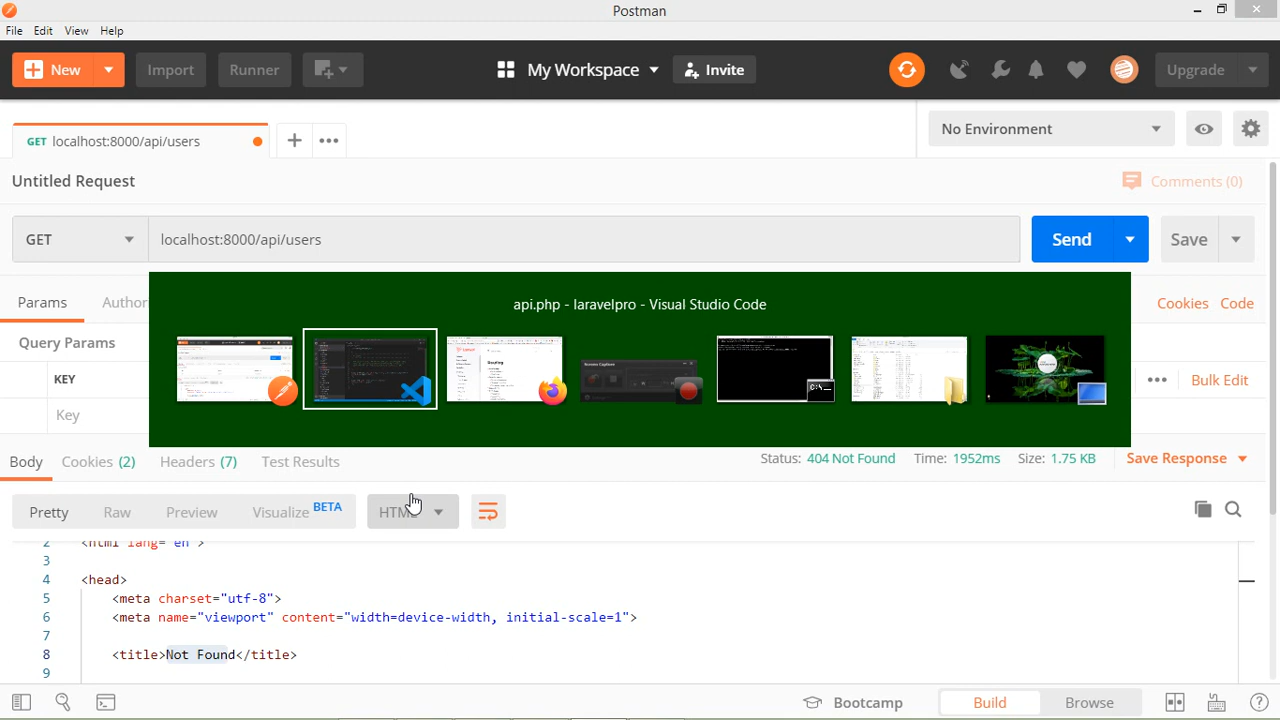 Postman
File Edit View Help
New Import Runner My Workspace Invite Upgrade
GET localhost:8000/api/users No Environment
Untitled Request Comments (0)
GET localhost:8000/api/users Send Save
Params Author Cookies Code
api.php - laravelpro - Visual Studio Code
Query Params
KEY Bulk Edit
Key
Body Cookies (2) Headers (7) Test Results Status: 404 Not Found Time: 1952ms Size: 1.75 KB Save Response
Pretty Raw Preview Visualize BETA HTML
2 <html lang="en">
3
4 <head>
5 <meta charset="utf-8">
6 <meta name="viewport" content="width=device-width, initial-scale=1">
7
8 <title>Not Found</title>
9
Bootcamp Build Browse